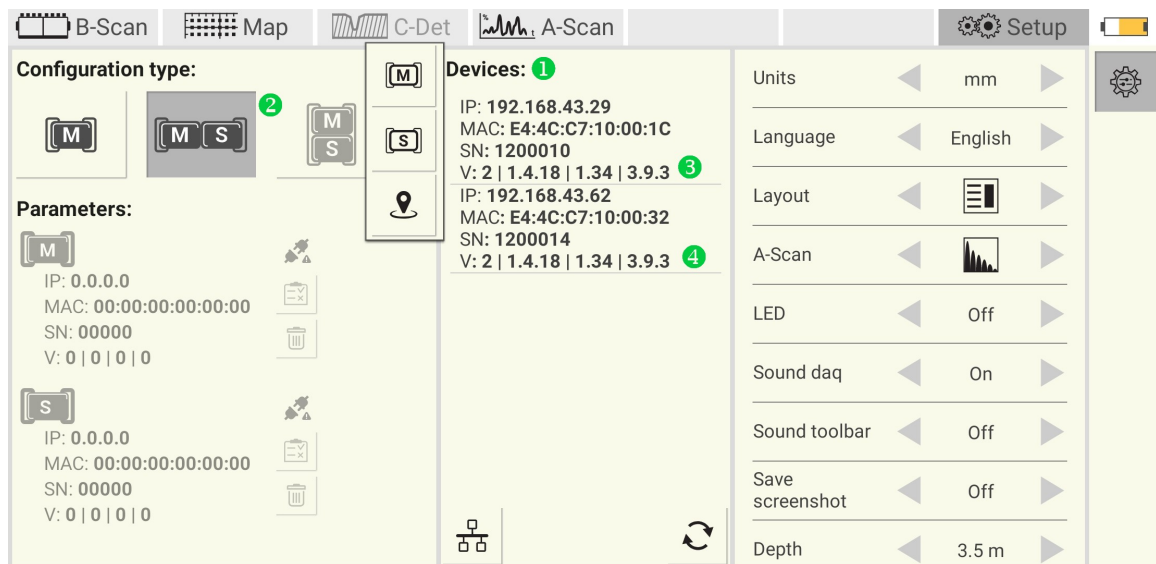 B-Scan
Map
C-Det
t
A-Scan
Setup
Configuration type:
2
M
M S
M
S
M
S
Parameters:
M
IP: 0.0.0.0
MAC: 00:00:00:00:00:00
SN: 00000
V: 0 | 0 | 0 | 0
S
IP: 0.0.0.0
MAC: 00:00:00:00:00:00
SN: 00000
V: 0 | 0 | 0 | 0
Devices: 1
IP: 192.168.43.29
MAC: E4:4C:C7:10:00:1C
SN: 1200010
V: 2 | 1.4.18 | 1.34 | 3.9.3 3
IP: 192.168.43.62
MAC: E4:4C:C7:10:00:32
SN: 1200014
V: 2 | 1.4.18 | 1.34 | 3.9.3 4
Units mm
Language English
Layout
A-Scan
LED Off
Sound daq On
Sound toolbar Off
Save
screenshot Off
Depth 3.5 m